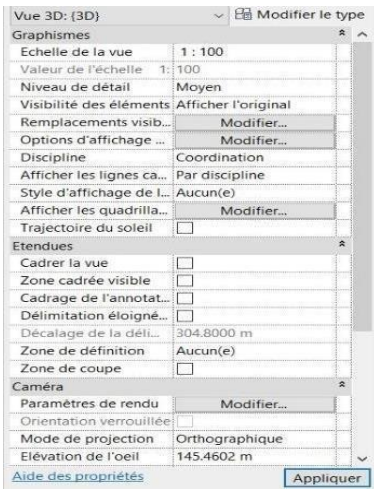 Vue 3D: {3D} Modifier le type
Graphismes
Echelle de la vue 1 : 100
Valeur de l'échelle 1: 100
Niveau de détail Moyen
Visibilité des éléments Afficher l'original
Remplacements visib... Modifier...
Options d'affichage ... Modifier...
Discipline Coordination
Afficher les lignes ca... Par discipline
Style d'affichage de l... Aucun(e)
Afficher les quadrilla... Modifier...
Trajectoire du soleil
Etendues
Cadrer la vue
Zone cadrée visible
Cadrage de l'annotat...
Délimitation éloigné...
Décalage de la déli... 304.8000 m
Zone de définition Aucun(e)
Zone de coupe
Caméra
Paramètres de rendu Modifier...
Orientation verrouillée
Mode de projection Orthographique
Elévation de l'oeil 145.4602 m
Aide des propriétés Appliquer